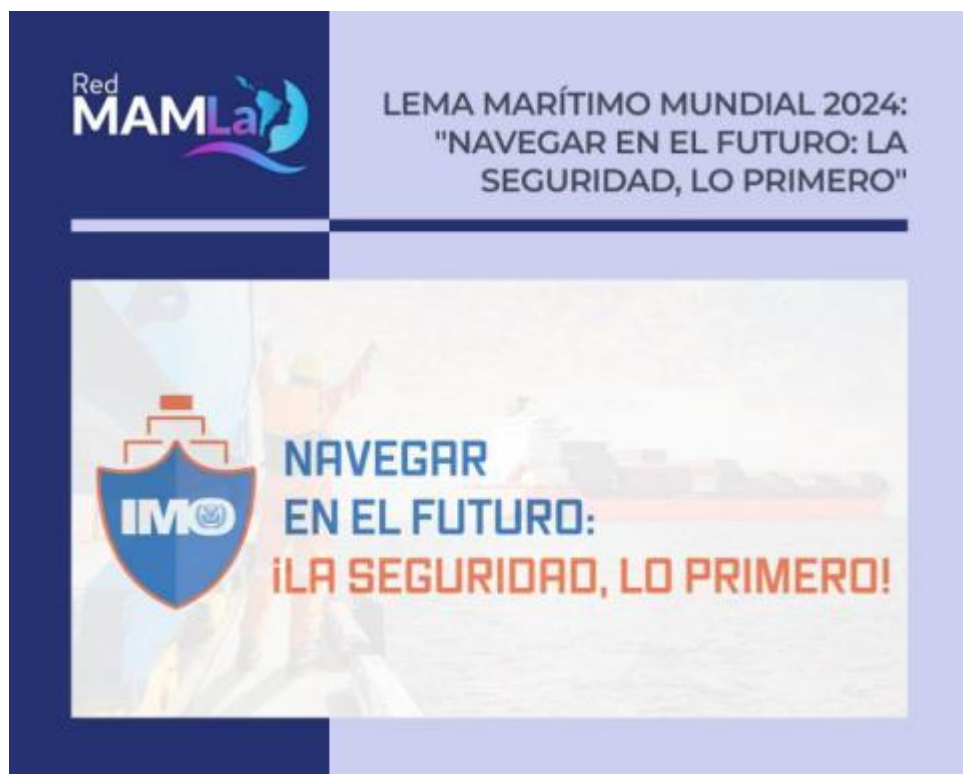 Red
MAMLa
LEMA MARÍTIMO MUNDIAL 2024:
"NAVEGAR EN EL FUTURO: LA
SEGURIDAD, LO PRIMERO"
IMO
NAVEGAR
EN EL FUTURO:
¡LA SEGURIDAD, LO PRIMERO!